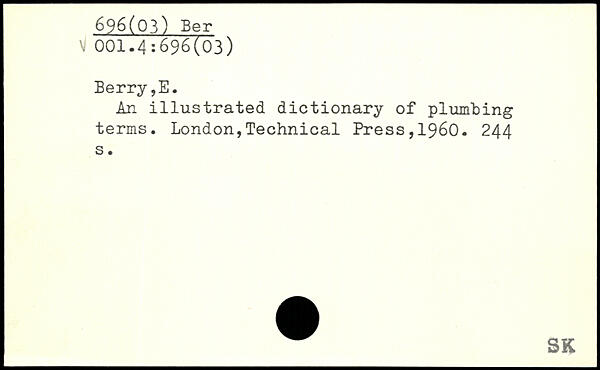 696(03) Ber
√ 001.4:696(03)
Berry,E.
An illustrated dictionary of plumbing
terms. London,Technical Press,1960. 244
s.
SK